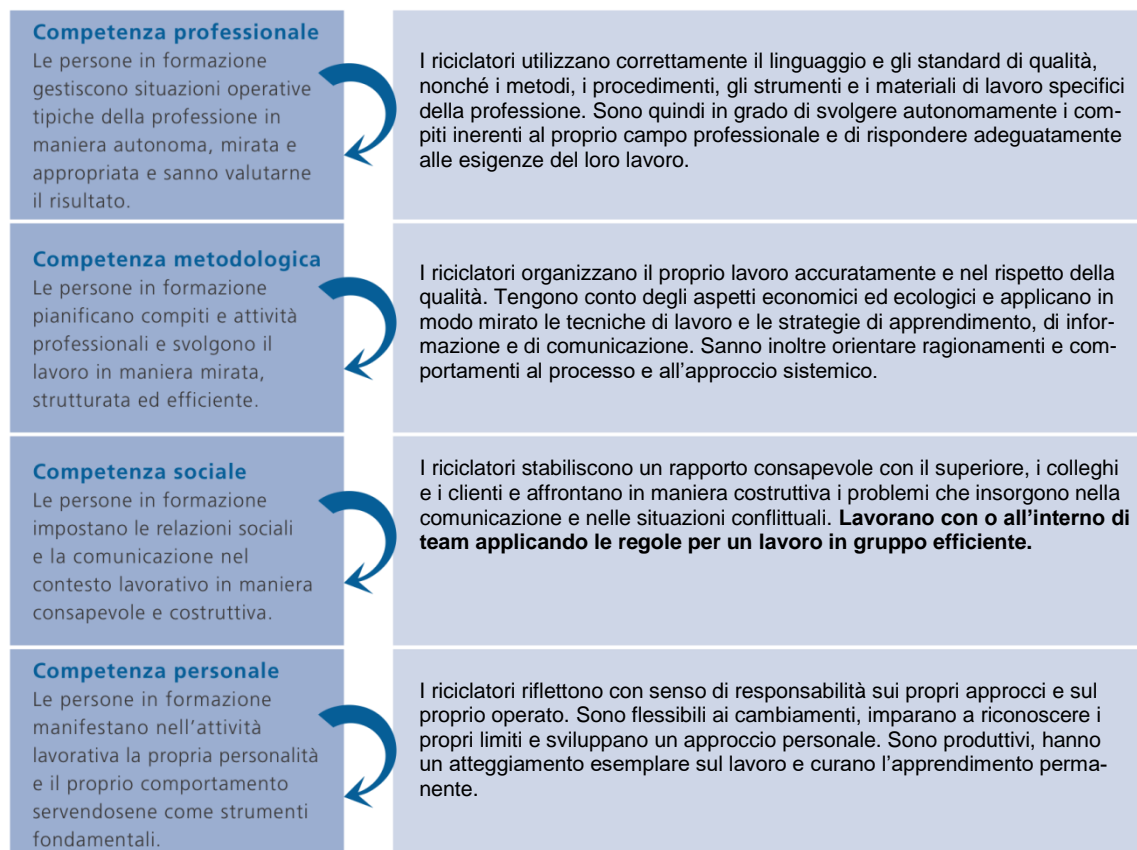 Competenza professionale
Le persone in formazione
gestiscono situazioni operative
tipiche della professione in
maniera autonoma, mirata e
appropriata e sanno valutarne
il risultato.
I riciclatori utilizzano correttamente il linguaggio e gli standard di qualità,
nonché i metodi, i procedimenti, gli strumenti e i materiali di lavoro specifici
della professione. Sono quindi in grado di svolgere autonomamente i com-
piti inerenti al proprio campo professionale e di rispondere adeguatamente
alle esigenze del loro lavoro.
Competenza metodologica
Le persone in formazione
pianificano compiti e attività
professionali e svolgono il
lavoro in maniera mirata,
strutturata ed efficiente.
I riciclatori organizzano il proprio lavoro accuratamente e nel rispetto della
qualità. Tengono conto degli aspetti economici ed ecologici e applicano in
modo mirato le tecniche di lavoro e le strategie di apprendimento, di infor-
mazione e di comunicazione. Sanno inoltre orientare ragionamenti e com-
portamenti al processo e all'approccio sistemico.
Competenza sociale
Le persone in formazione
impostano le relazioni sociali
e la comunicazione nel
contesto lavorativo in maniera
consapevole e costruttiva.
I riciclatori stabiliscono un rapporto consapevole con il superiore, i colleghi
e i clienti e affrontano in maniera costruttiva i problemi che insorgono nella
comunicazione e nelle situazioni conflittuali. Lavorano con o all'interno di
team applicando le regole per un lavoro in gruppo efficiente.
Competenza personale
Le persone in formazione
manifestano nell'attività
lavorativa la propria personalità
e il proprio comportamento
servendosene come strumenti
fondamentali.
I riciclatori riflettono con senso di responsabilità sui propri approcci e sul
proprio operato. Sono flessibili ai cambiamenti, imparano a riconoscere i
propri limiti e sviluppano un approccio personale. Sono produttivi, hanno
un atteggiamento esemplare sul lavoro e curano l'apprendimento perma-
nente.